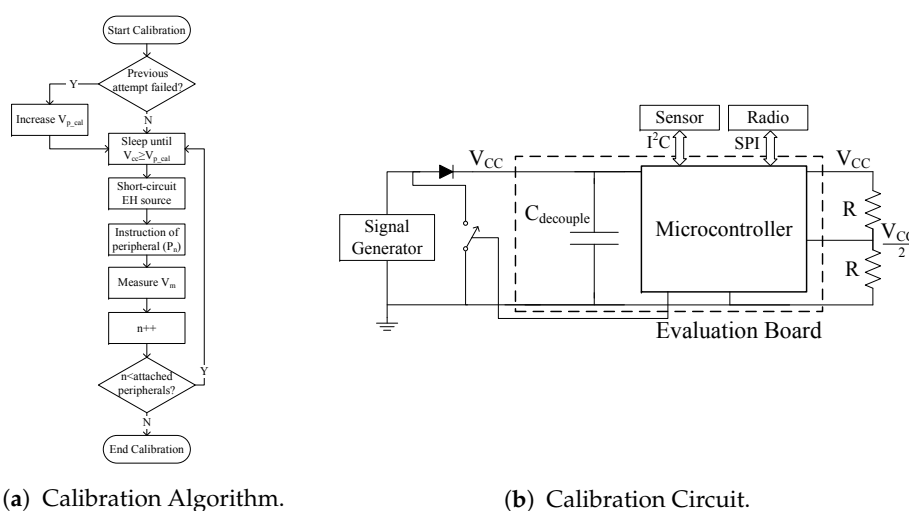 Start Calibration
Previous
attempt failed?
Y
N
Increase V_p_cal
Sleep until
V_cc≥V_p_cal
Short-circuit
EH source
Instruction of
peripheral (P_n)
Measure V_m
n++
n<attached
peripherals?
Y
N
End Calibration
(a) Calibration Algorithm.
Sensor
Radio
I²C
SPI
V_CC
V_CC
Signal
Generator
C_decouple
Microcontroller
R
V_CC
2
R
Evaluation Board
(b) Calibration Circuit.